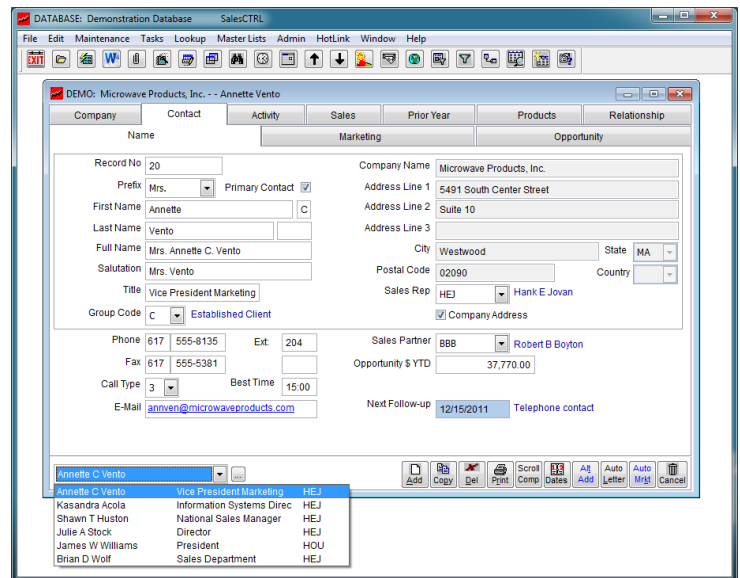 DATABASE: Demonstration Database SalesCTRL
File Edit Maintenance Tasks Lookup Master Lists Admin HotLink Window Help
EXIT W
DEMO: Microwave Products, Inc. - - Annette Vento
Company Contact Activity Sales Prior Year Products Relationship
Name Marketing Opportunity
Record No 20 Company Name Microwave Products, Inc.
Prefix Mrs. Primary Contact Address Line 1 5491 South Center Street
First Name Annette C Address Line 2 Suite 10
Last Name Vento Address Line 3
Full Name Mrs. Annette C. Vento City Westwood State MA
Salutation Mrs. Vento Postal Code 02090 Country
Title Vice President Marketing Sales Rep HEJ Hank E Jovan
Group Code C Established Client Company Address
Phone 617 555-8135 Ext: 204 Sales Partner BBB Robert B Boyton
Fax 617 555-5381 Opportunity $ YTD 37,770.00
Call Type 3 Best Time 15:00
E-Mail annven@microwaveproducts.com Next Follow-up 12/15/2011 Telephone contact
Annette C Vento ... Add Copy Del Print Scroll Comp Dates Alt Add Auto Letter Auto Mrkt Cancel
Annette C Vento Vice President Marketing HEJ
Kasandra Acola Information Systems Direc HEJ
Shawn T Huston National Sales Manager HEJ
Julie A Stock Director HEJ
James W Williams President HOU
Brian D Wolf Sales Department HEJ